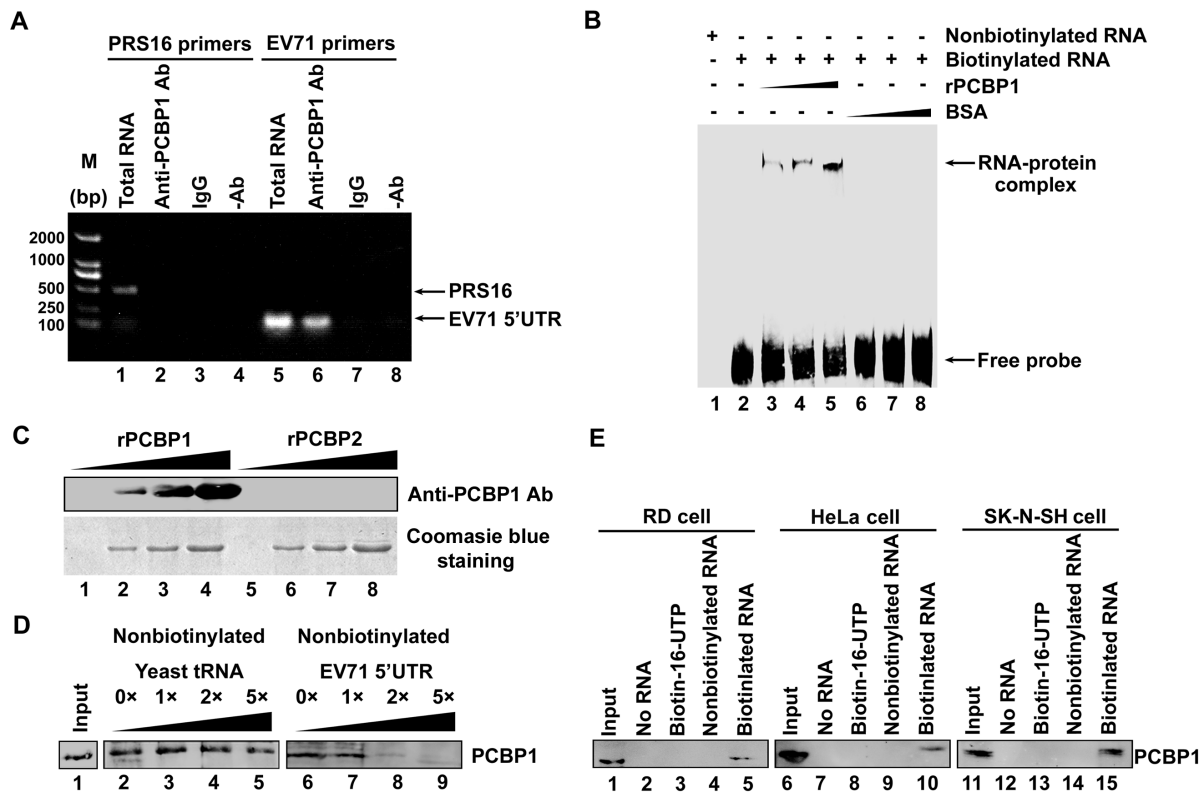 A
PRS16 primers EV71 primers
M
(bp)
Total RNA
Anti-PCBP1 Ab
IgG
-Ab
Total RNA
Anti-PCBP1 Ab
IgG
-Ab
2000
1000
500
250
100
PRS16
EV71 5’UTR
1 2 3 4 5 6 7 8
B
+ - - - - - - - Nonbiotinylated RNA
- + + + + + + + Biotinylated RNA
- - - - - rPCBP1
- - - - - BSA
RNA-protein
complex
Free probe
1 2 3 4 5 6 7 8
C
rPCBP1 rPCBP2
Anti-PCBP1 Ab
Coomasie blue
staining
1 2 3 4 5 6 7 8
D
Nonbiotinylated Nonbiotinylated
Yeast tRNA EV71 5’UTR
Input
0× 1× 2× 5× 0× 1× 2× 5×
PCBP1
1 2 3 4 5 6 7 8 9
E
RD cell HeLa cell SK-N-SH cell
Input
No RNA
Biotin-16-UTP
Nonbiotinylated RNA
Biotinlated RNA
Input
No RNA
Biotin-16-UTP
Nonbiotinylated RNA
Biotinlated RNA
Input
No RNA
Biotin-16-UTP
Nonbiotinylated RNA
Biotinylated RNA
PCBP1
1 2 3 4 5 6 7 8 9 10 11 12 13 14 15